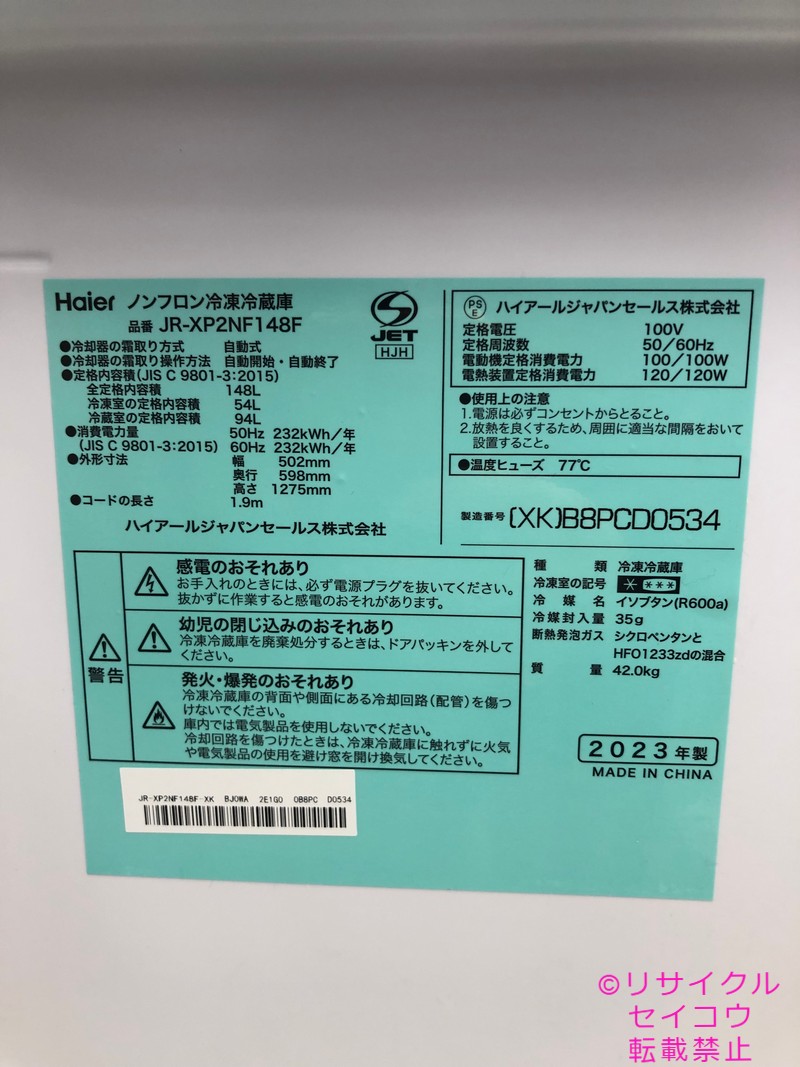 Haier ノンフロン冷凍冷蔵庫
品番 JR-XP2NF148F
●冷却器の霜取り方式 自動式
●冷却器の霜取り操作方法 自動開始・自動終了
●定格内容積(JIS C 9801-3:2015)
全定格内容積 148L
冷凍室の定格内容積 54L
冷蔵室の定格内容積 94L
●消費電力量 50Hz 232kWh/年
(JIS C 9801-3:2015) 60Hz 232kWh/年
●外形寸法 幅 502mm
奥行 598mm
高さ 1275mm
●コードの長さ 1.9m
ハイアールジャパンセールス株式会社
JET
HJH
PS
E
ハイアールジャパンセールス株式会社
定格電圧 100V
定格周波数 50/60Hz
電動機定格消費電力 100/100W
電熱装置定格消費電力 120/120W
●使用上の注意
1.電源は必ずコンセントからとること。
2.放熱を良くするため、周囲に適当な間隔をおいて
設置すること。
●温度ヒューズ 77℃
製造番号 (XK)B8PCD0534
警告
感電のおそれあり
お手入れのときには、必ず電源プラグを抜いてください。
抜かずに作業すると感電のおそれがあります。
幼児の閉じ込みのおそれあり
冷凍冷蔵庫を廃棄処分するときは、ドアパッキンを外して
ください。
発火・爆発のおそれあり
冷凍冷蔵庫の背面や側面にある冷却回路(配管)を傷つ
けないでください。
庫内では電気製品を使用しないでください。
冷却回路を傷つけたときは、冷凍冷蔵庫に触れずに火気
や電気製品の使用を避け窓を開け換気してください。
種類 冷凍冷蔵庫
冷凍室の記号 * ***
冷媒名 イソブタン(R600a)
冷媒封入量 35g
断熱発泡ガス シクロペンタンと
HFO1233zdの混合
質量 42.0kg
2023年製
MADE IN CHINA
JR-XP2NF148F-XK BJ0WA 2E1G0 0B8PC D0534
©リサイクル
セイコウ
転載禁止